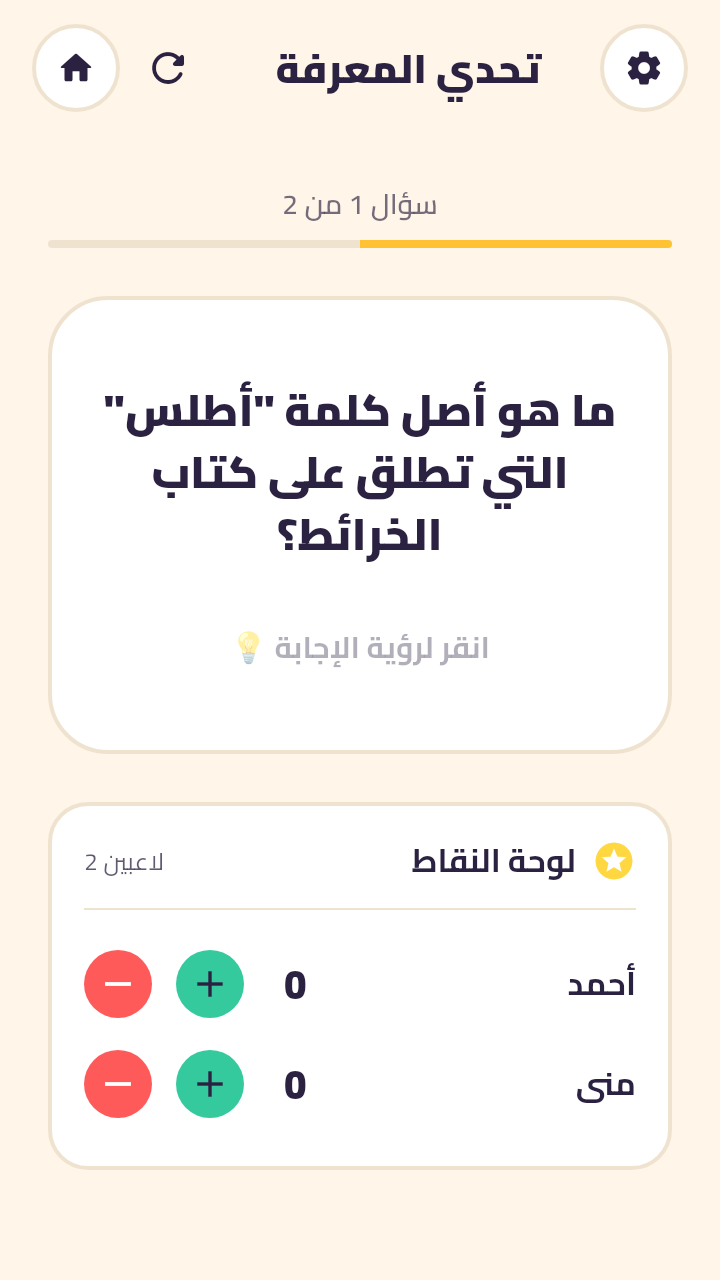 تحدي المعرفة
سؤال 1 من 2
ما هو أصل كلمة "أطلس"
التي تطلق على كتاب
الخرائط؟
انقر لرؤية الإجابة 💡
لوحة النقاط
2 لاعبين
أحمد
0
منى
0